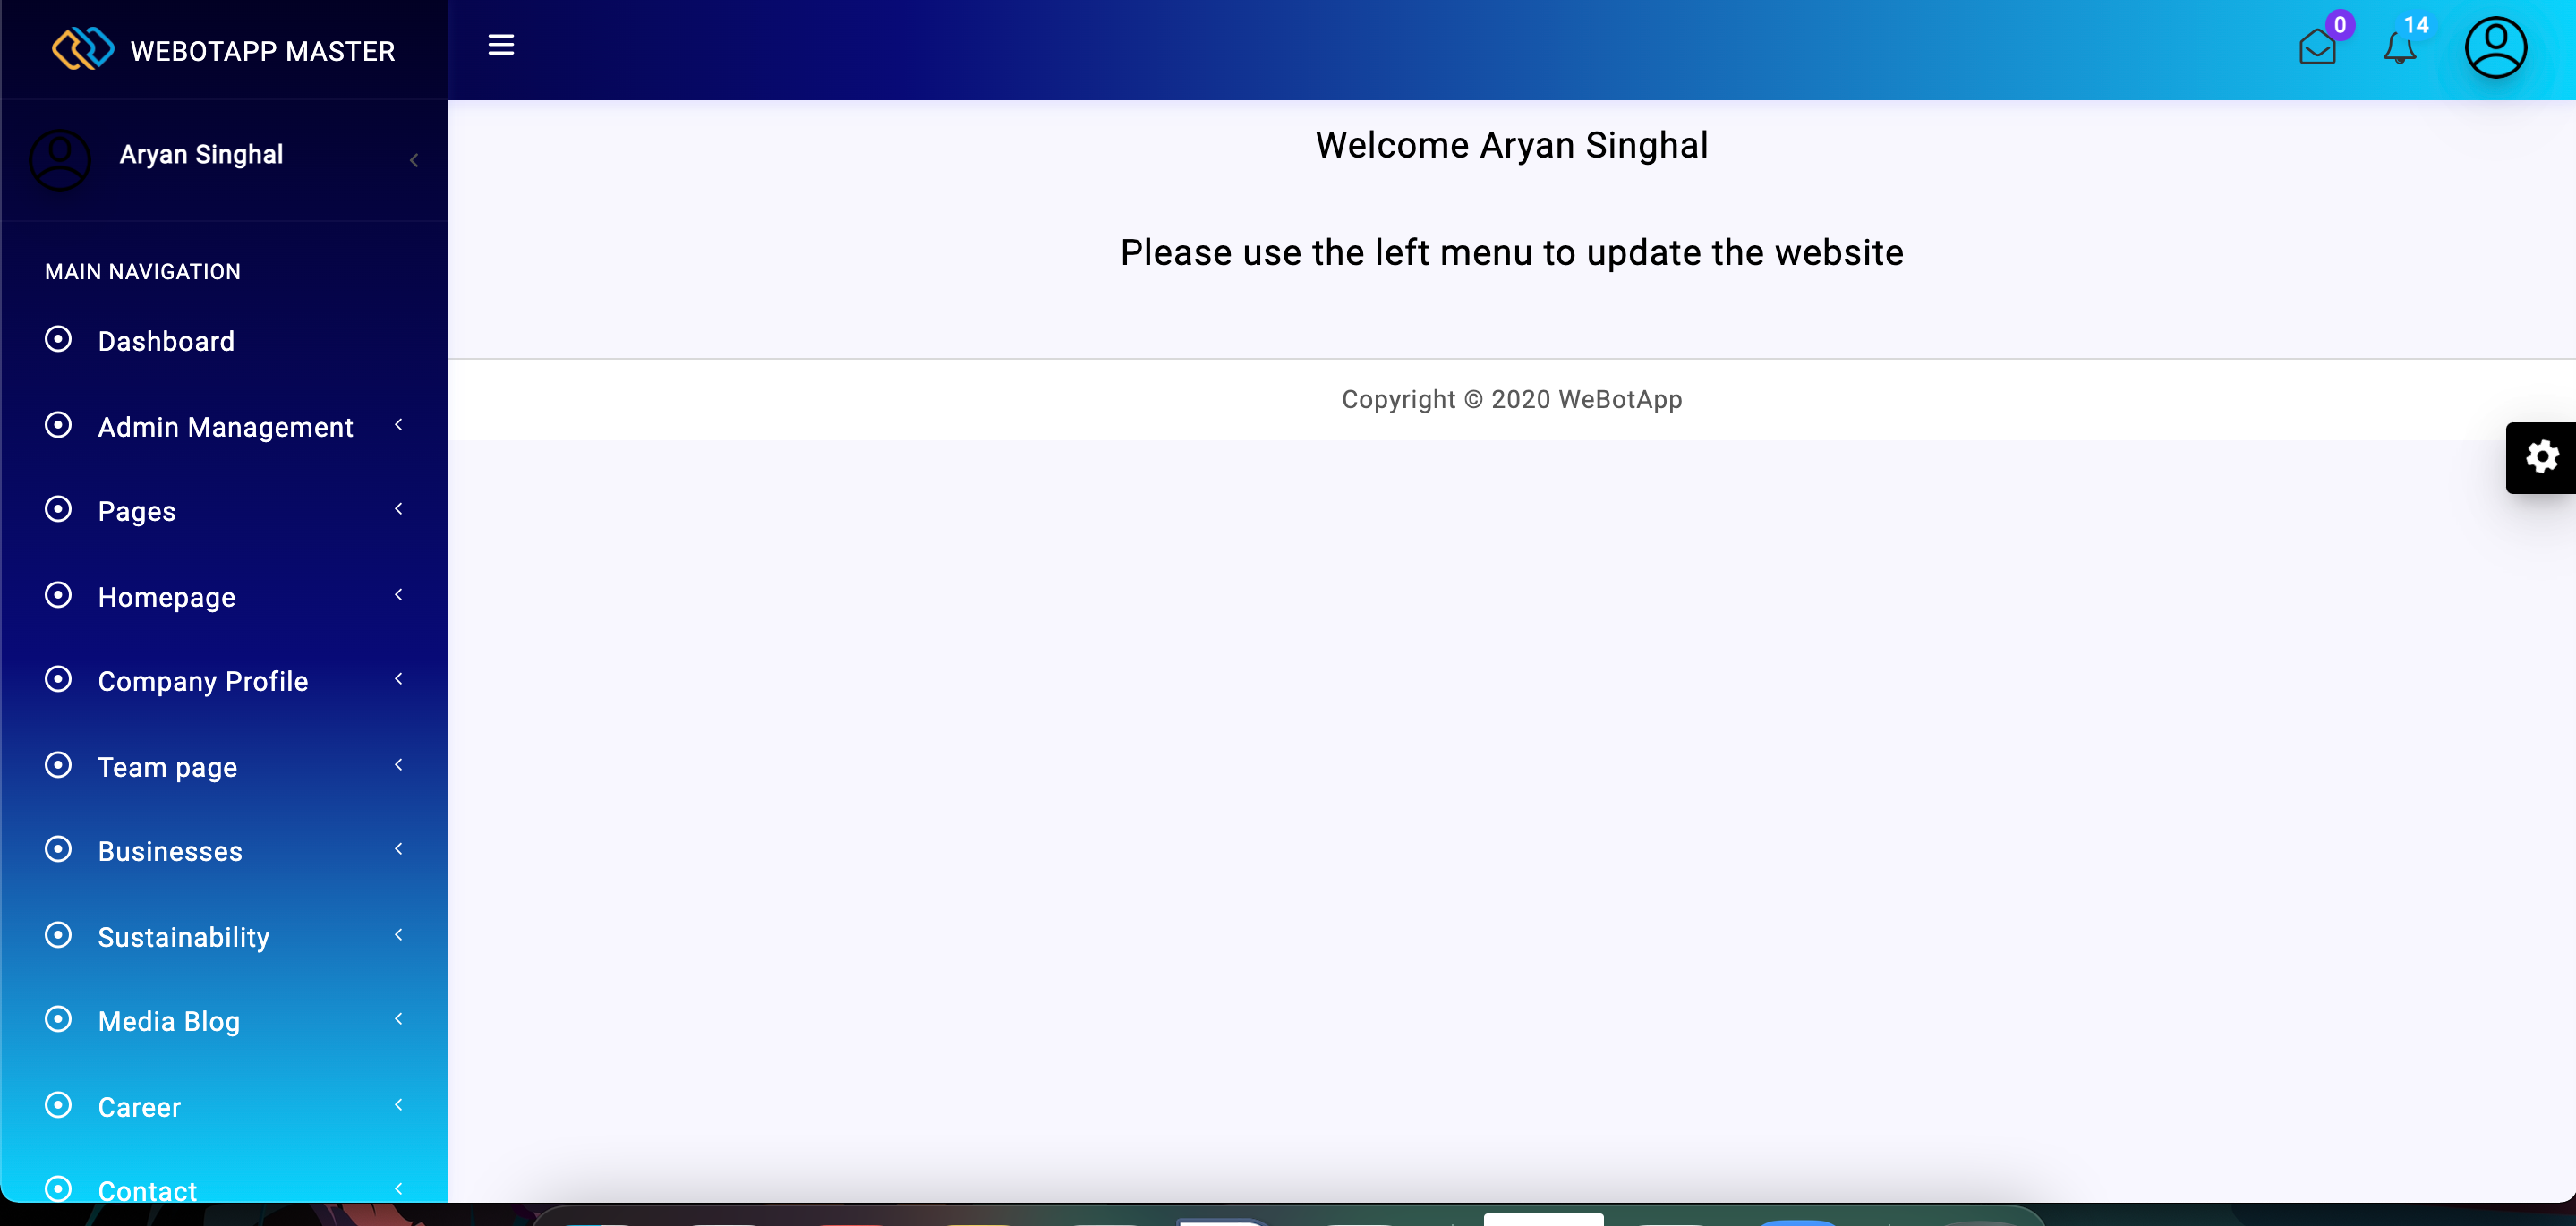 WEBOTAPP MASTER
0
14
Aryan Singhal
MAIN NAVIGATION
Dashboard
Admin Management
Pages
Homepage
Company Profile
Team page
Businesses
Sustainability
Media Blog
Career
Contact
Welcome Aryan Singhal
Please use the left menu to update the website
Copyright © 2020 WeBotApp